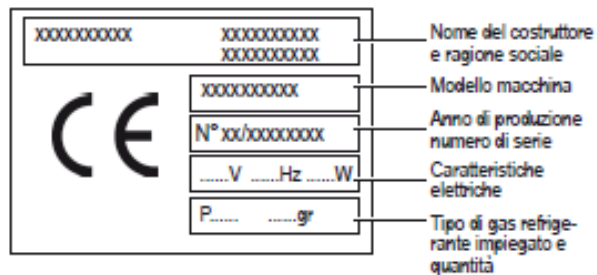 XXXXXXXXXX XXXXXXXXXX
XXXXXXXXXX
Nome del costruttore
e ragione sociale
XXXXXXXXXX
Modello macchina
CE
N° xx/xxxxxxxx
Anno di produzione
numero di serie
.......V ......Hz ......W
Caratteristiche
elettriche
P...... ......gr
Tipo di gas refrige-
rante impiegato e
quantità